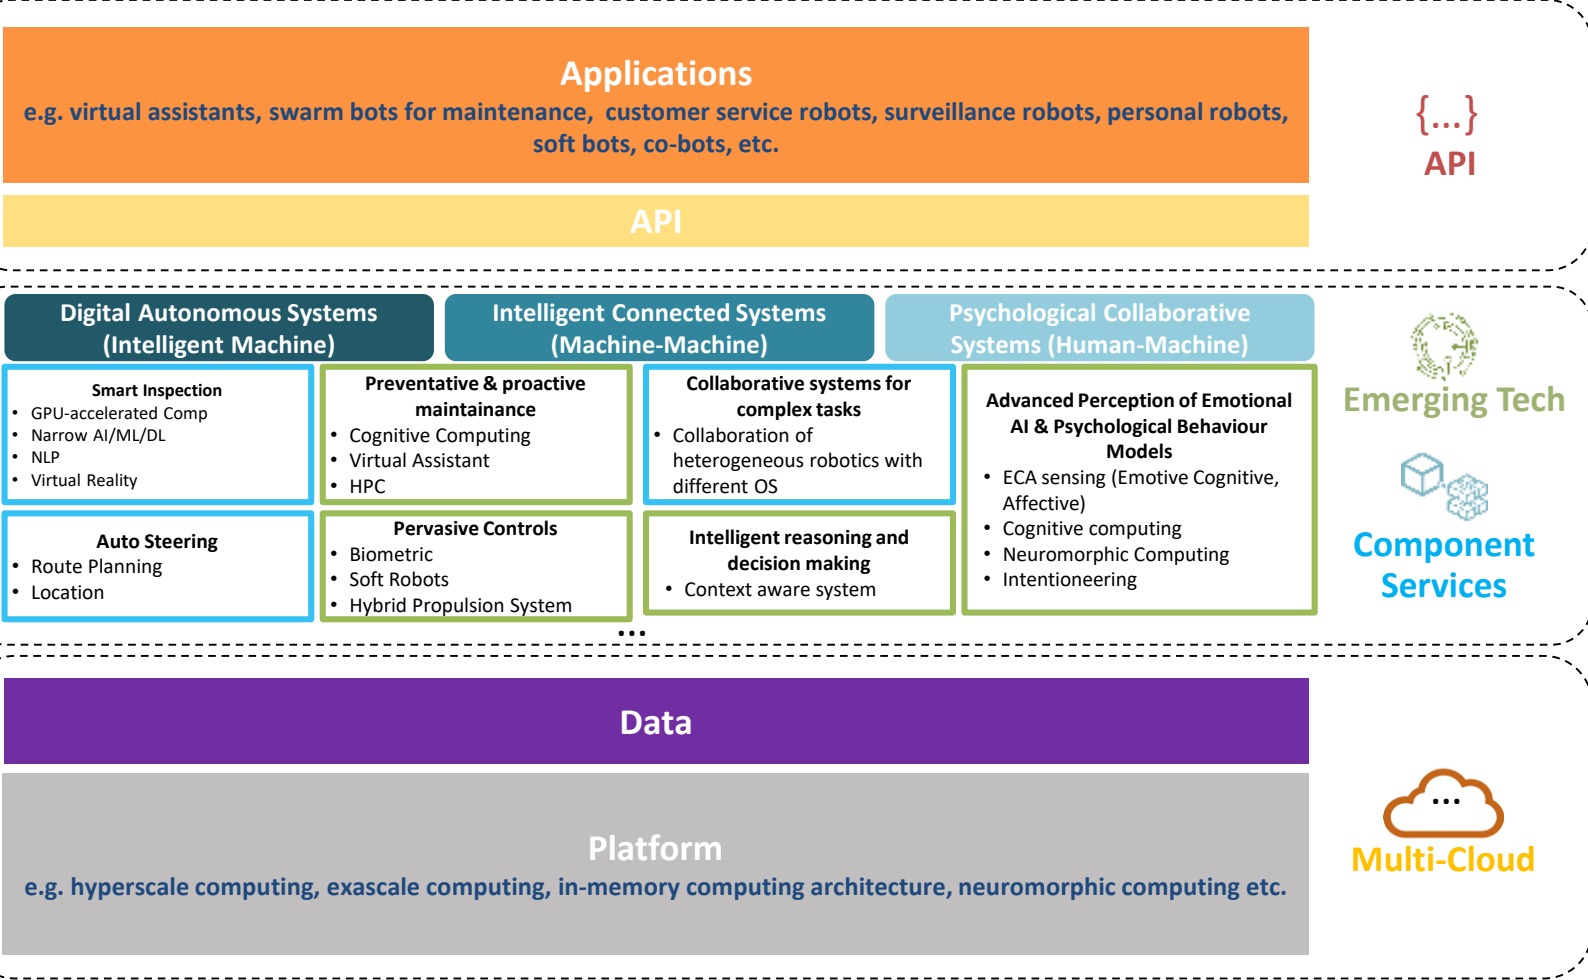 Applications
e.g. virtual assistants, swarm bots for maintenance, customer service robots, surveillance robots, personal robots,
soft bots, co-bots, etc.
{...}
API
API
Digital Autonomous Systems
(Intelligent Machine)
Intelligent Connected Systems
(Machine-Machine)
Psychological Collaborative
Systems (Human-Machine)
Smart Inspection
• GPU-accelerated Comp
• Narrow AI/ML/DL
• NLP
• Virtual Reality
Preventative & proactive
maintainance
• Cognitive Computing
• Virtual Assistant
• HPC
Collaborative systems for
complex tasks
• Collaboration of
heterogeneous robotics with
different OS
Advanced Perception of Emotional
AI & Psychological Behaviour
Models
• ECA sensing (Emotive Cognitive,
Affective)
• Cognitive computing
• Neuromorphic Computing
• Intentioneering
Auto Steering
• Route Planning
• Location
Pervasive Controls
• Biometric
• Soft Robots
• Hybrid Propulsion System
Intelligent reasoning and
decision making
• Context aware system
...
Emerging Tech
Component
Services
Data
Platform
e.g. hyperscale computing, exascale computing, in-memory computing architecture, neuromorphic computing etc.
...
Multi-Cloud